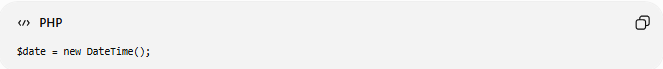 PHP
$date = new DateTime();